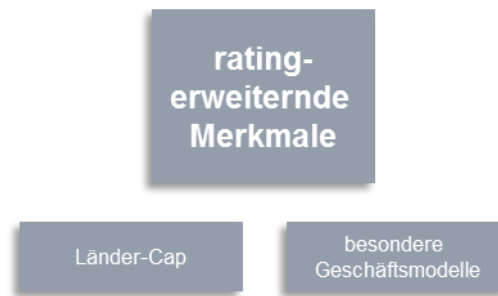 rating-
erweiternde
Merkmale
Länder-Cap
besondere
Geschäftsmodelle